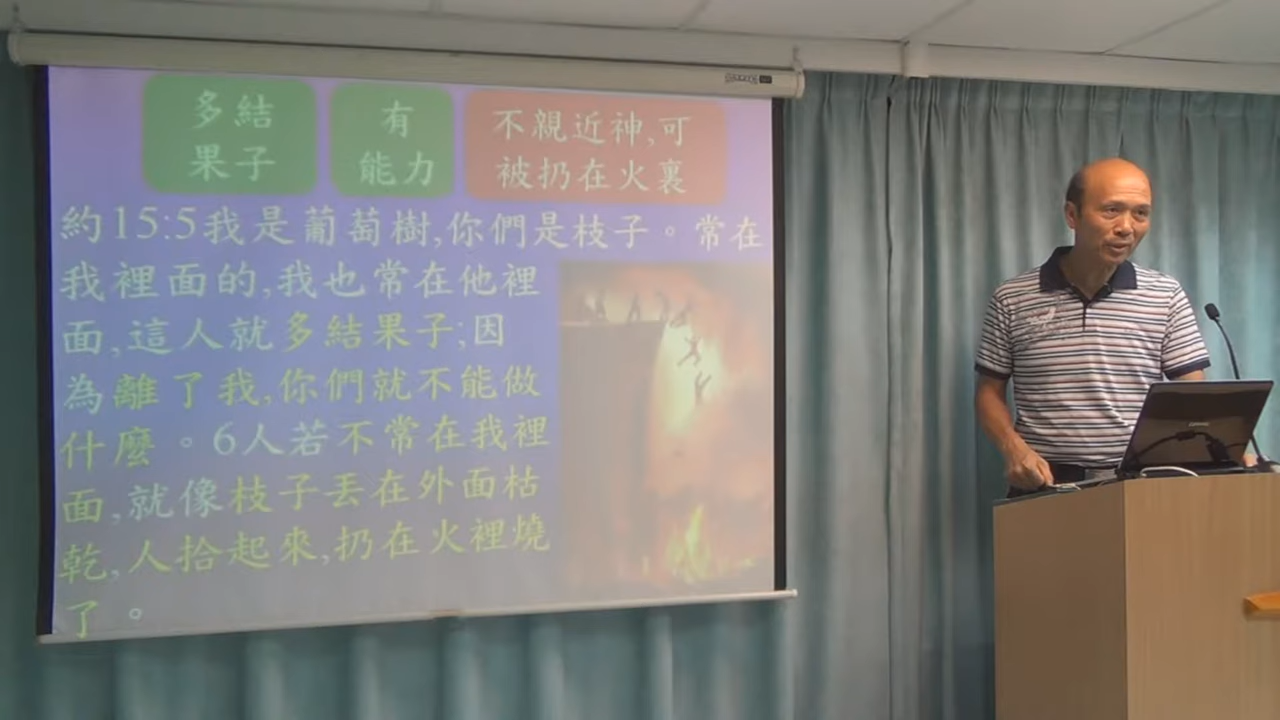 多結
果子
有
能力
不親近神,可
被扔在火裏
約15:5我是葡萄樹,你們是枝子。常在
我裡面的,我也常在他裡
面,這人就多結果子;因
為離了我,你們就不能做
什麼。6人若不常在我裡
面,就像枝子丟在外面枯
乾,人拾起來,扔在火裡燒
了。